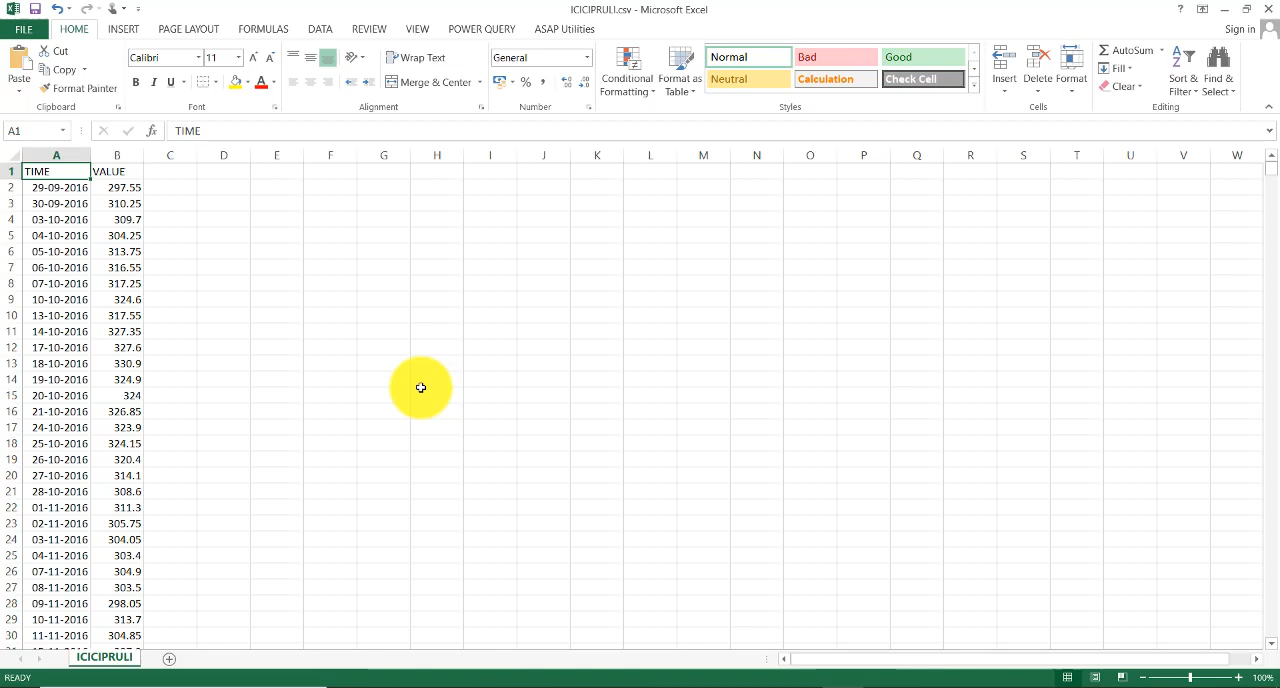 ICICIPRULI.csv - Microsoft Excel
Sign in
FILE HOME INSERT PAGE LAYOUT FORMULAS DATA REVIEW VIEW POWER QUERY ASAP Utilities
Paste
Cut
Copy
Format Painter
Clipboard
Calibri 11
B I U
Font
Wrap Text
Merge & Center
Alignment
General
Number
Conditional Formatting
Format as Table
Normal Bad Good
Neutral Calculation Check Cell
Styles
Insert Delete Format
Cells
AutoSum
Fill
Clear
Sort & Filter
Find & Select
Editing
A1 fx TIME
A B C D E F G H I J K L M N O P Q R S T U V W
1 TIME VALUE
2 29-09-2016 297.55
3 30-09-2016 310.25
4 03-10-2016 309.7
5 04-10-2016 304.25
6 05-10-2016 313.75
7 06-10-2016 316.55
8 07-10-2016 317.25
9 10-10-2016 324.6
10 13-10-2016 317.55
11 14-10-2016 327.35
12 17-10-2016 327.6
13 18-10-2016 330.9
14 19-10-2016 324.9
15 20-10-2016 324
16 21-10-2016 326.85
17 24-10-2016 323.9
18 25-10-2016 324.15
19 26-10-2016 320.4
20 27-10-2016 314.1
21 28-10-2016 308.6
22 01-11-2016 311.3
23 02-11-2016 305.75
24 03-11-2016 304.05
25 04-11-2016 303.4
26 07-11-2016 304.9
27 08-11-2016 303.5
28 09-11-2016 298.05
29 10-11-2016 313.7
30 11-11-2016 304.85
ICICIPRULI
READY
100%